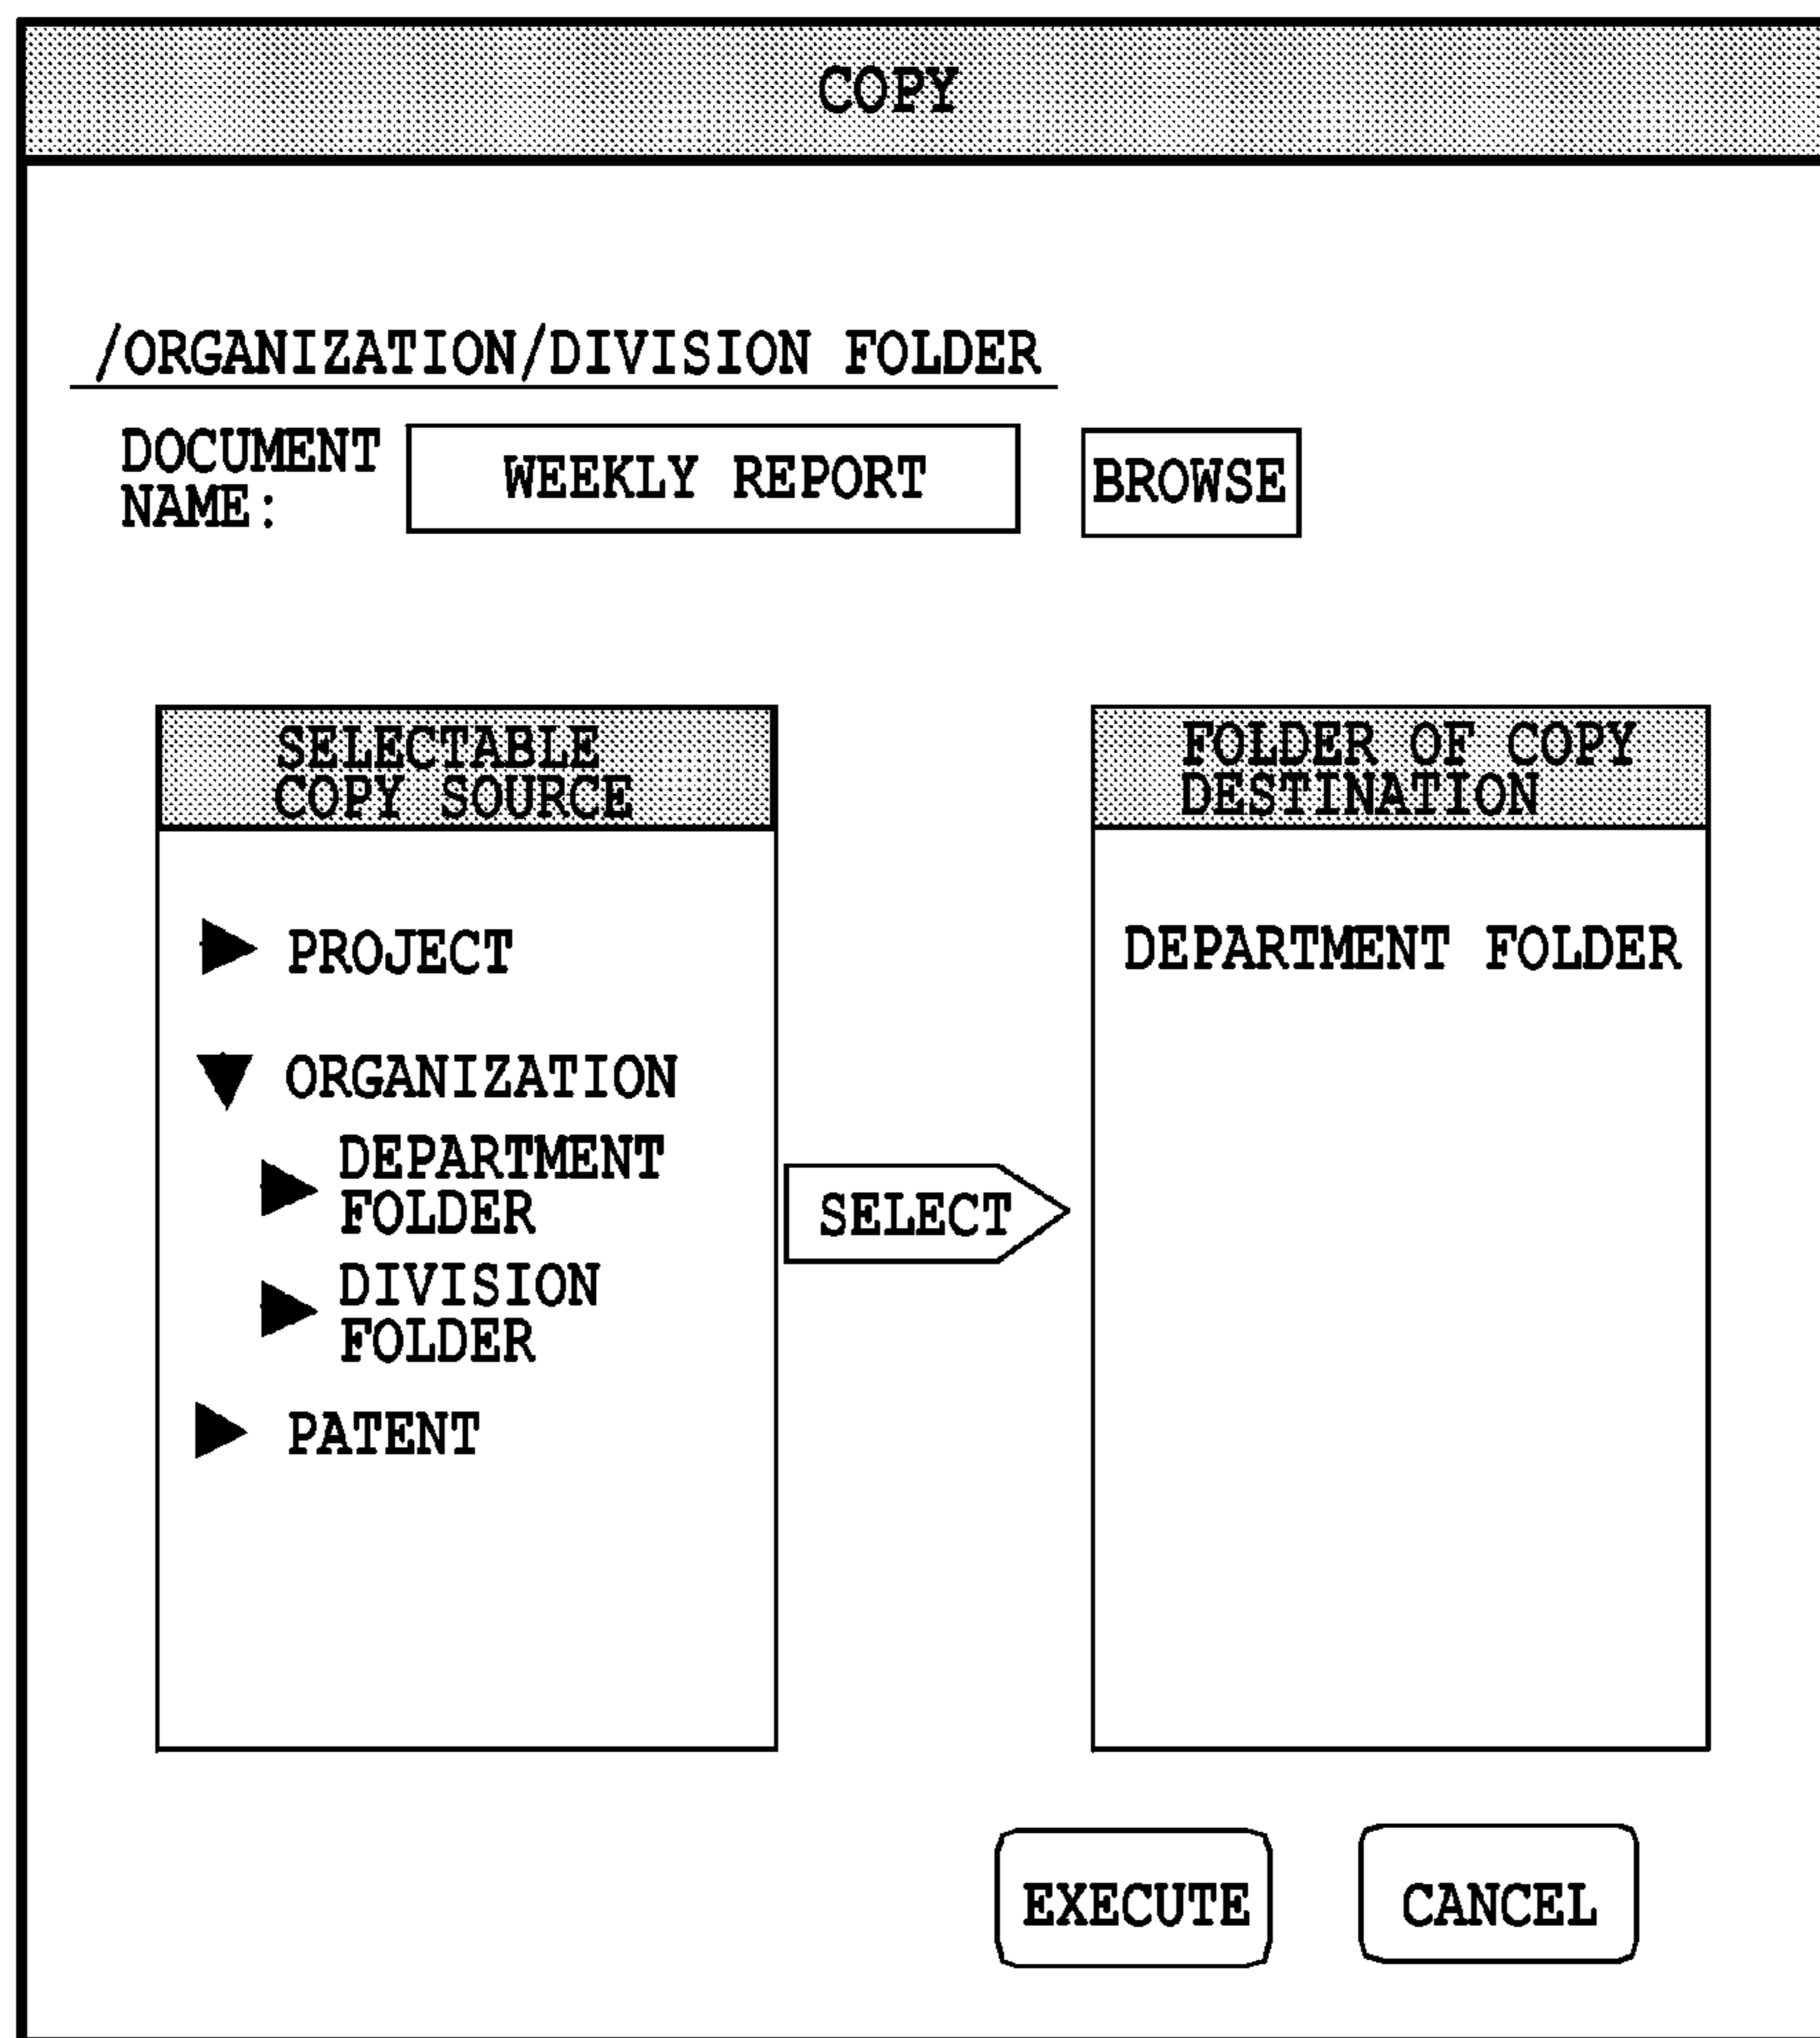 COPY
/ORGANIZATION/DIVISION FOLDER
DOCUMENT
NAME:
WEEKLY REPORT
BROWSE
SELECTABLE
COPY SOURCE
PROJECT
ORGANIZATION
DEPARTMENT
FOLDER
DIVISION
FOLDER
PATENT
SELECT
FOLDER OF COPY
DESTINATION
DEPARTMENT FOLDER
EXECUTE
CANCEL